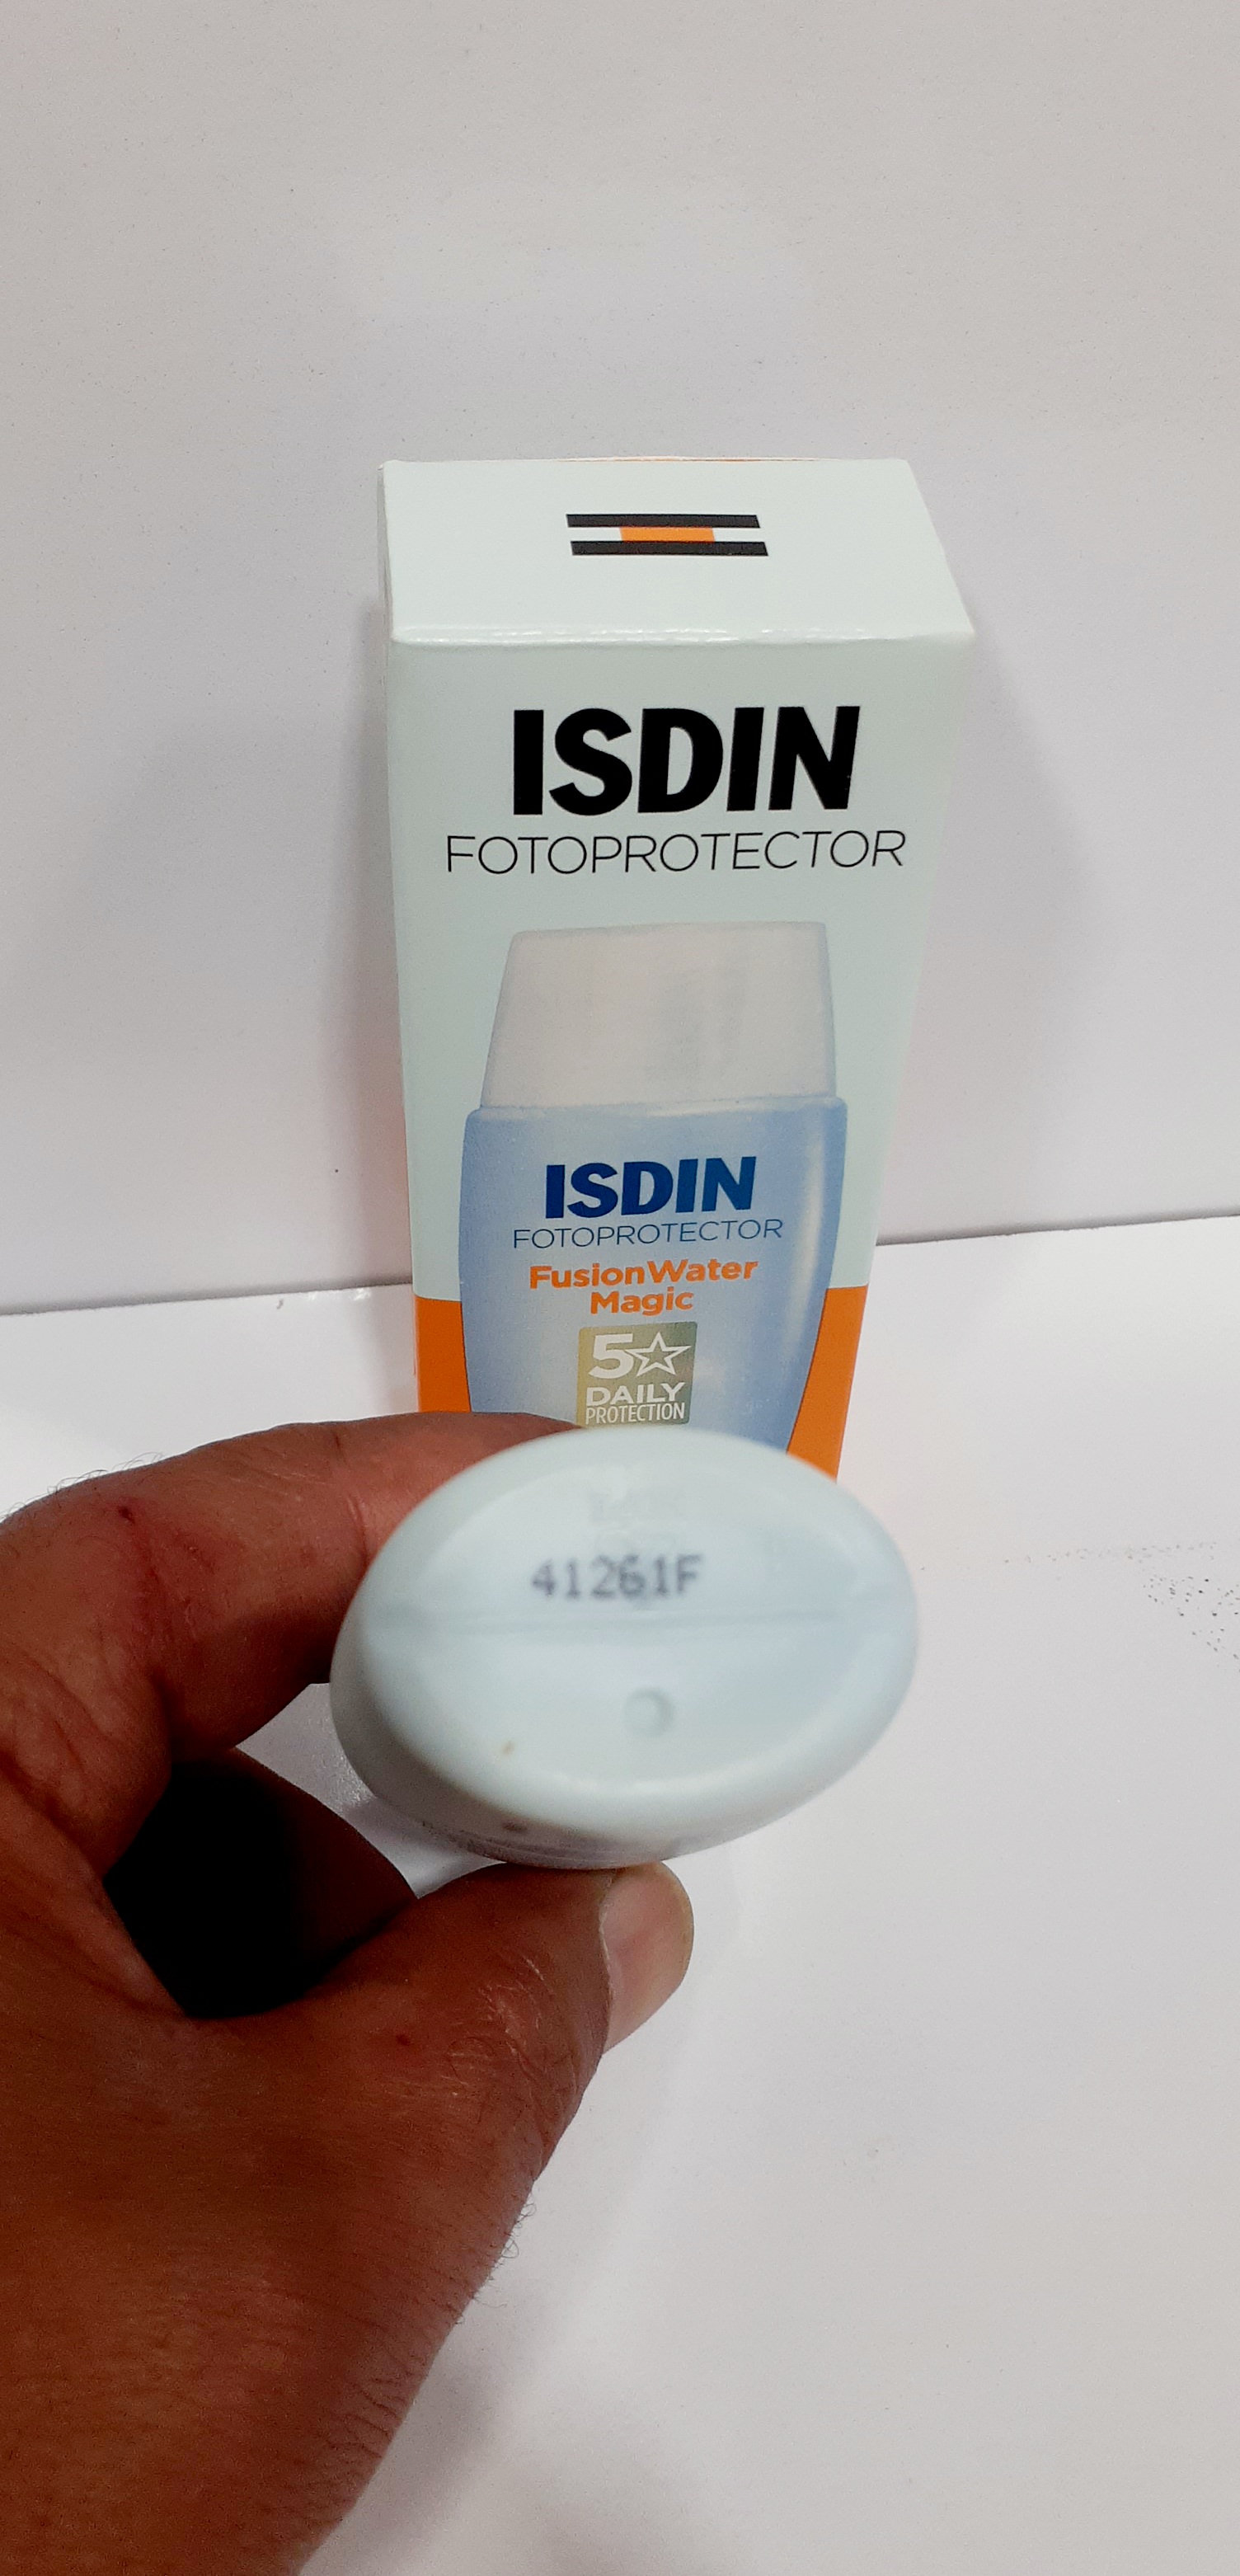 ISDIN
FOTOPROTECTOR
ISDIN
FOTOPROTECTOR
FusionWater
Magic
5☆
DAILY
PROTECTION
41261F